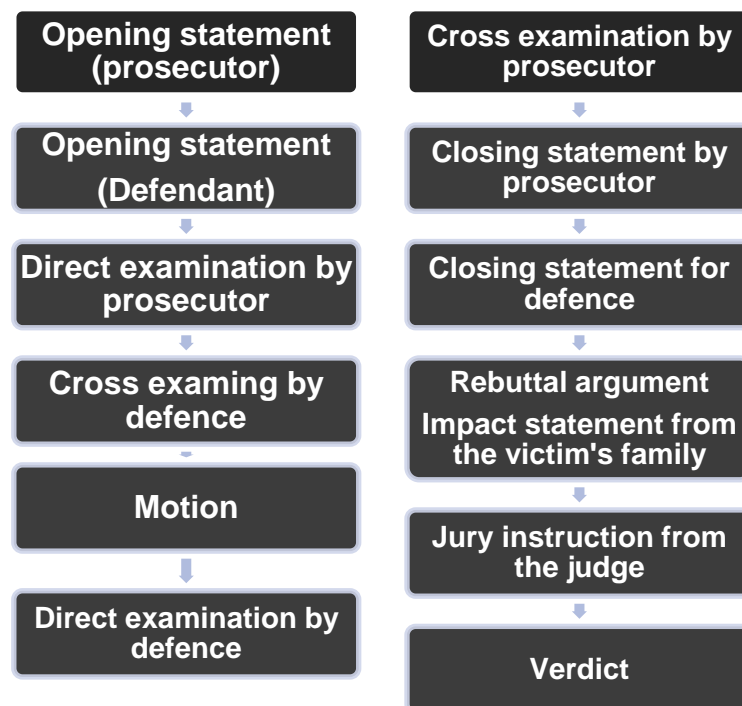 Opening statement
(prosecutor)
Opening statement
(Defendant)
Direct examination by
prosecutor
Cross examing by
defence
Motion
Direct examination by
defence
Cross examination by
prosecutor
Closing statement by
prosecutor
Closing statement for
defence
Rebuttal argument
Impact statement from
the victim's family
Jury instruction from
the judge
Verdict